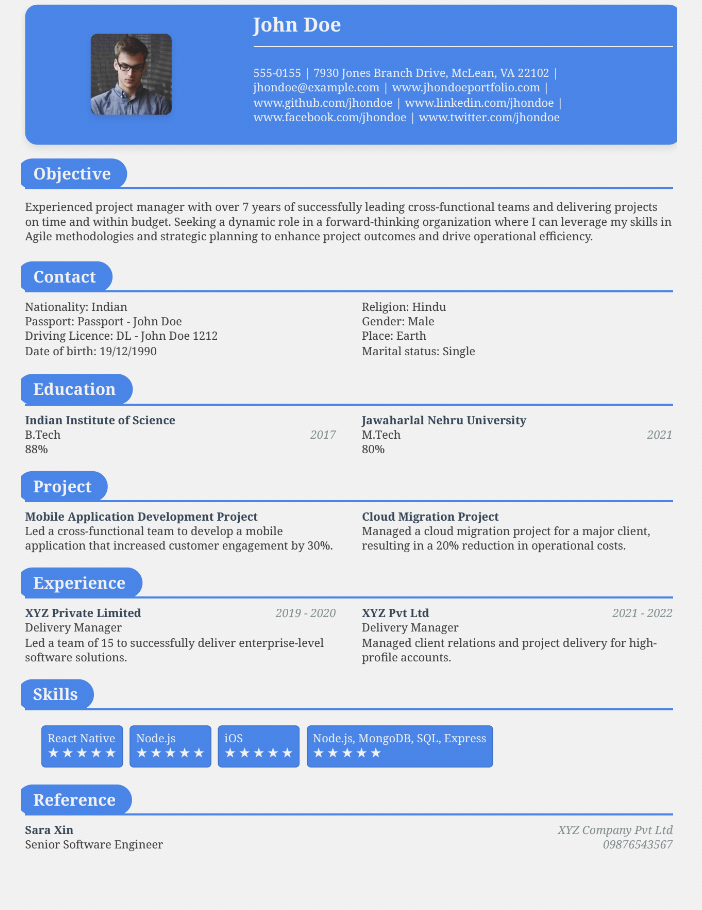 John Doe
555-0155 | 7930 Jones Branch Drive, McLean, VA 22102 |
jhondoe@example.com | www.jhondoeportfolio.com |
www.github.com/jhondoe | www.linkedin.com/jhondoe |
www.facebook.com/jhondoe | www.twitter.com/jhondoe
Objective
Experienced project manager with over 7 years of successfully leading cross-functional teams and delivering projects
on time and within budget. Seeking a dynamic role in a forward-thinking organization where I can leverage my skills in
Agile methodologies and strategic planning to enhance project outcomes and drive operational efficiency.
Contact
Nationality: Indian
Passport: Passport - John Doe
Driving Licence: DL - John Doe 1212
Date of birth: 19/12/1990
Religion: Hindu
Gender: Male
Place: Earth
Marital status: Single
Education
Indian Institute of Science
B.Tech 2017
88%
Jawaharlal Nehru University
M.Tech 2021
80%
Project
Mobile Application Development Project
Led a cross-functional team to develop a mobile
application that increased customer engagement by 30%.
Cloud Migration Project
Managed a cloud migration project for a major client,
resulting in a 20% reduction in operational costs.
Experience
XYZ Private Limited 2019 - 2020
Delivery Manager
Led a team of 15 to successfully deliver enterprise-level
software solutions.
XYZ Pvt Ltd 2021 - 2022
Delivery Manager
Managed client relations and project delivery for high-
profile accounts.
Skills
React Native
★ ★ ★ ★ ★
Node.js
★ ★ ★ ★ ★
iOS
★ ★ ★ ★ ★
Node.js, MongoDB, SQL, Express
★ ★ ★ ★ ★
Reference
Sara Xin XYZ Company Pvt Ltd
Senior Software Engineer 09876543567